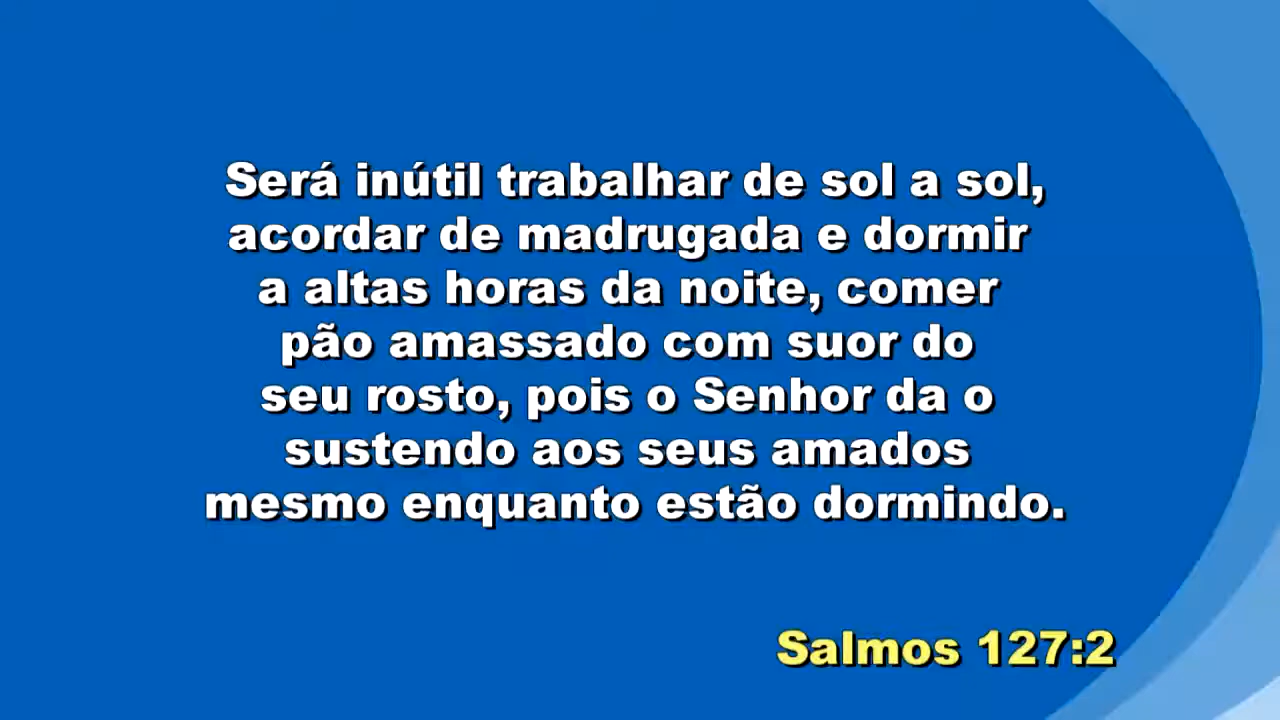 Será inútil trabalhar de sol a sol,
acordar de madrugada e dormir
a altas horas da noite, comer
pão amassado com suor do
seu rosto, pois o Senhor da o
sustendo aos seus amados
mesmo enquanto estão dormindo.
Salmos 127:2